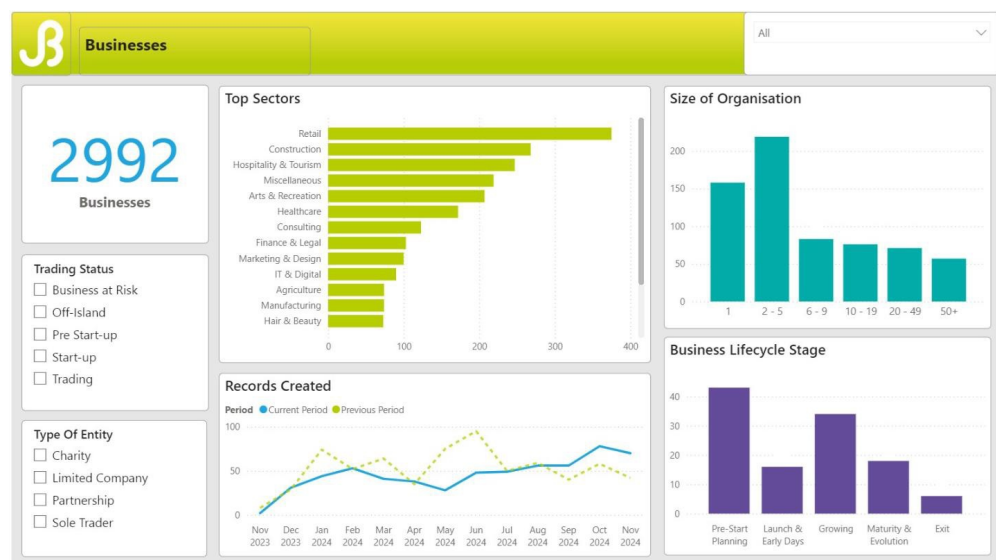 JB
Businesses
All
2992
Businesses
Trading Status
Business at Risk
Off-Island
Pre Start-up
Start-up
Trading
Type Of Entity
Charity
Limited Company
Partnership
Sole Trader
Top Sectors
Retail
Construction
Hospitality & Tourism
Miscellaneous
Arts & Recreation
Healthcare
Consulting
Finance & Legal
Marketing & Design
IT & Digital
Agriculture
Manufacturing
Hair & Beauty
0 100 200 300 400
Records Created
Period Current Period Previous Period
100
50
0
Nov Dec Jan Feb Mar Apr May Jun Jul Aug Sep Oct Nov
2023 2023 2024 2024 2024 2024 2024 2024 2024 2024 2024 2024 2024
Size of Organisation
200
150
100
50
0
1 2 - 5 6 - 9 10 - 19 20 - 49 50+
Business Lifecycle Stage
40
30
20
10
0
Pre-Start Launch & Growing Maturity & Exit
Planning Early Days Evolution